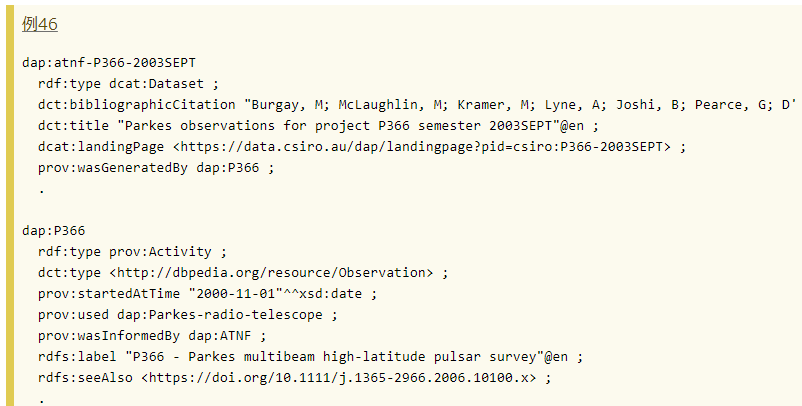 例46
dap:atnf-P366-2003SEPT
  rdf:type dcat:Dataset ;
  dct:bibliographicCitation "Burgay, M; McLaughlin, M; Kramer, M; Lyne, A; Joshi, B; Pearce, G; D'
  dct:title "Parkes observations for project P366 semester 2003SEPT"@en ;
  dcat:landingPage <https://data.csiro.au/dap/landingpage?pid=csiro:P366-2003SEPT> ;
  prov:wasGeneratedBy dap:P366 ;
  .
dap:P366
  rdf:type prov:Activity ;
  dct:type <http://dbpedia.org/resource/Observation> ;
  prov:startedAtTime "2000-11-01"^^xsd:date ;
  prov:used dap:Parkes-radio-telescope ;
  prov:wasInformedBy dap:ATNF ;
  rdfs:label "P366 - Parkes multibeam high-latitude pulsar survey"@en ;
  rdfs:seeAlso <https://doi.org/10.1111/j.1365-2966.2006.10100.x> ;
  .